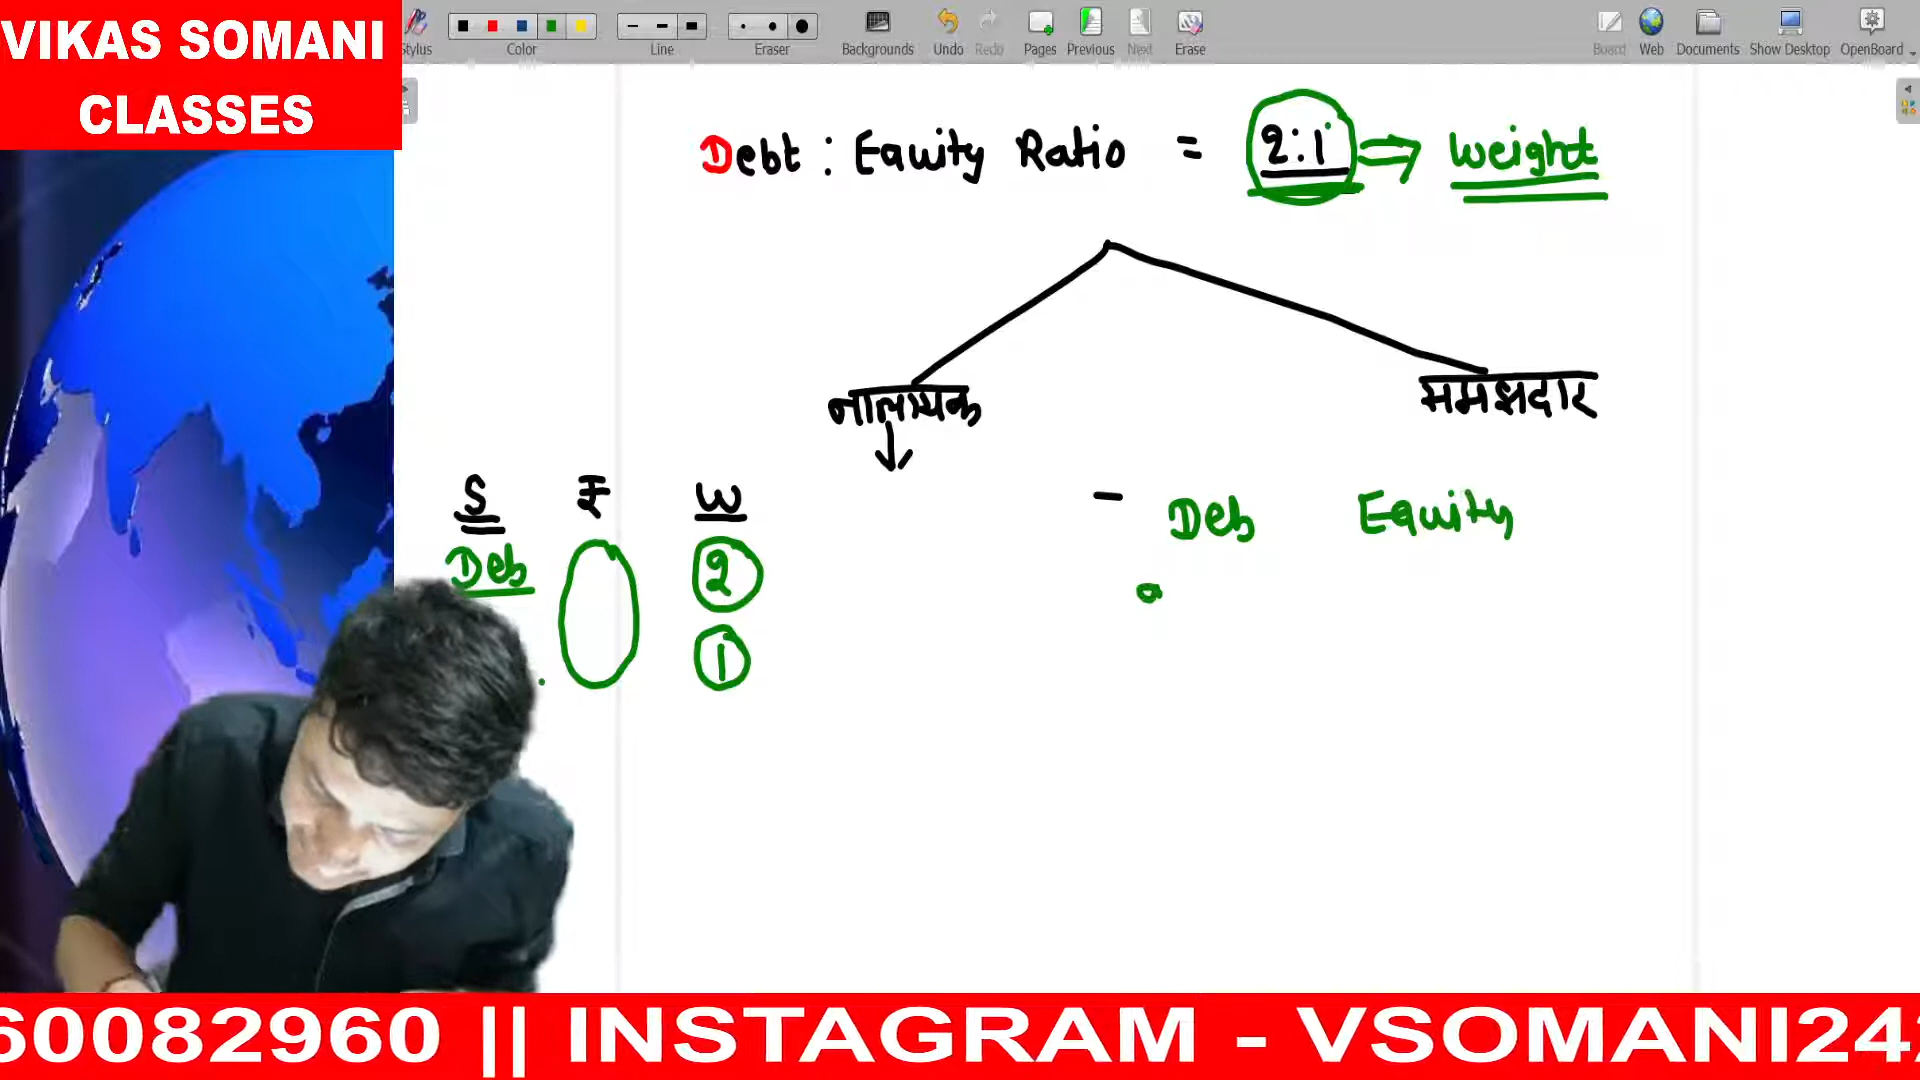 VIKAS SOMANI
CLASSES
Stylus
Color
Line
Eraser
Backgrounds
Undo
Redo
Pages
Previous
Next
Erase
Board
Web
Documents
Show Desktop
OpenBoard
Debt : Equity Ratio = 2:1 ⇒ Weight
नालायक
समझदार
S ₹ W
Deb 2
1
- Deb Equity
60082960 || INSTAGRAM - VSOMANI242